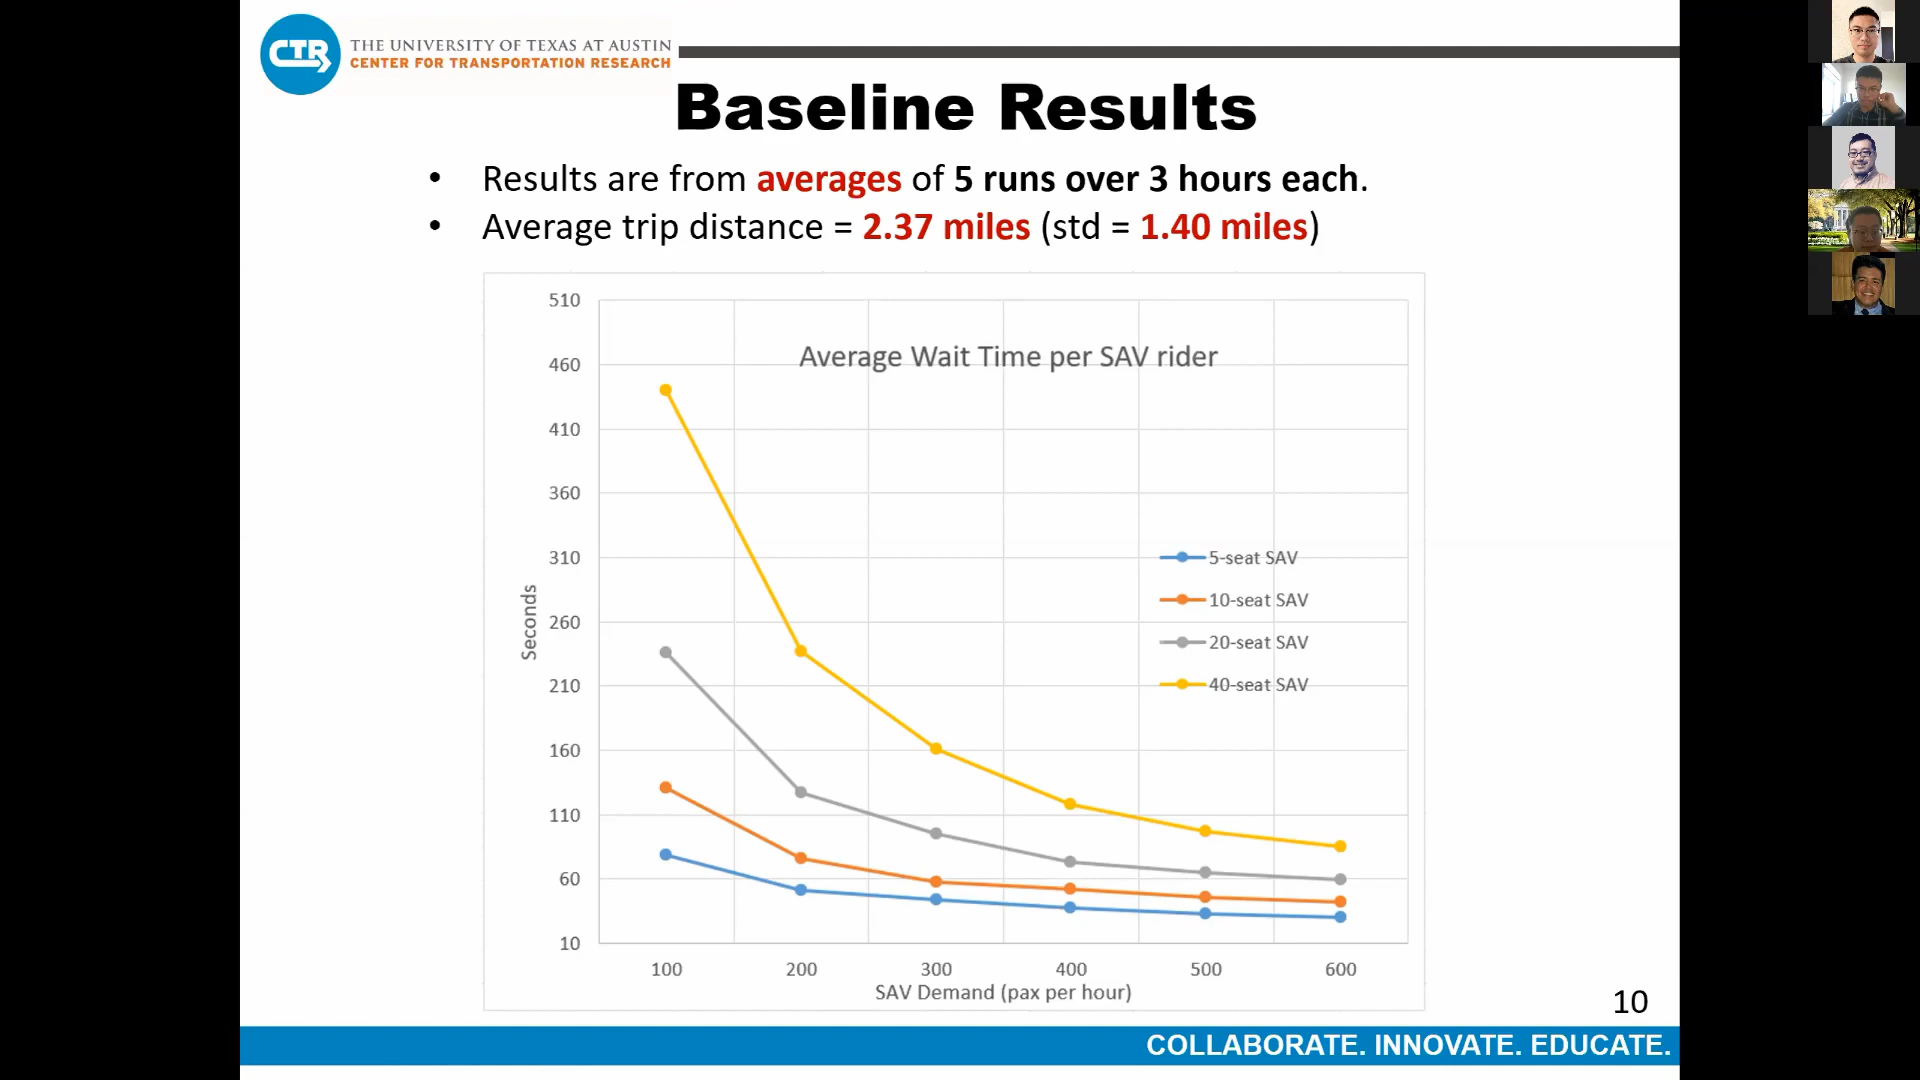 CTR
THE UNIVERSITY OF TEXAS AT AUSTIN
CENTER FOR TRANSPORTATION RESEARCH
Baseline Results
• Results are from averages of 5 runs over 3 hours each.
• Average trip distance = 2.37 miles (std = 1.40 miles)
Average Wait Time per SAV rider
510
460
410
360
310
260
210
160
110
60
10
Seconds
5-seat SAV
10-seat SAV
20-seat SAV
40-seat SAV
100 200 300 400 500 600
SAV Demand (pax per hour)
10
COLLABORATE. INNOVATE. EDUCATE.